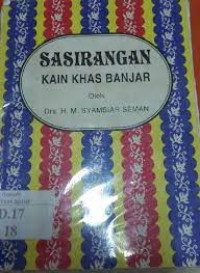 SASIRANGAN
KAIN KHAS BANJAR
Oleh
Drs. H. M. SYAMSIAR SEMAN
D.17
18